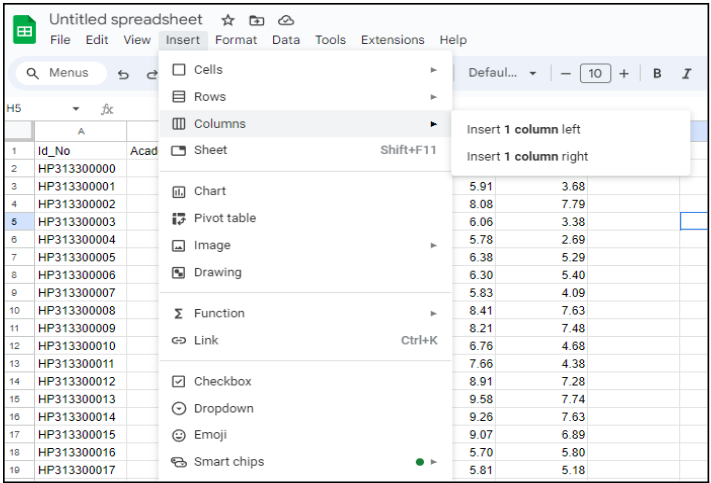 Untitled spreadsheet
File Edit View Insert Format Data Tools Extensions Help
Menus Defaul... 10 B I
H5 fx
Cells
Rows
Columns
Sheet Shift+F11
Chart
Pivot table
Image
Drawing
Function
Link Ctrl+K
Checkbox
Dropdown
Emoji
Smart chips
Insert 1 column left
Insert 1 column right
A
1 Id_No Acad
2 HP313300000
3 HP313300001 5.91 3.68
4 HP313300002 8.08 7.79
5 HP313300003 6.06 3.38
6 HP313300004 5.78 2.69
7 HP313300005 6.38 5.29
8 HP313300006 6.30 5.40
9 HP313300007 5.83 4.09
10 HP313300008 8.41 7.63
11 HP313300009 8.21 7.48
12 HP313300010 6.76 4.68
13 HP313300011 7.66 4.38
14 HP313300012 8.91 7.28
15 HP313300013 9.58 7.74
16 HP313300014 9.26 7.63
17 HP313300015 9.07 6.89
18 HP313300016 5.70 5.80
19 HP313300017 5.81 5.18